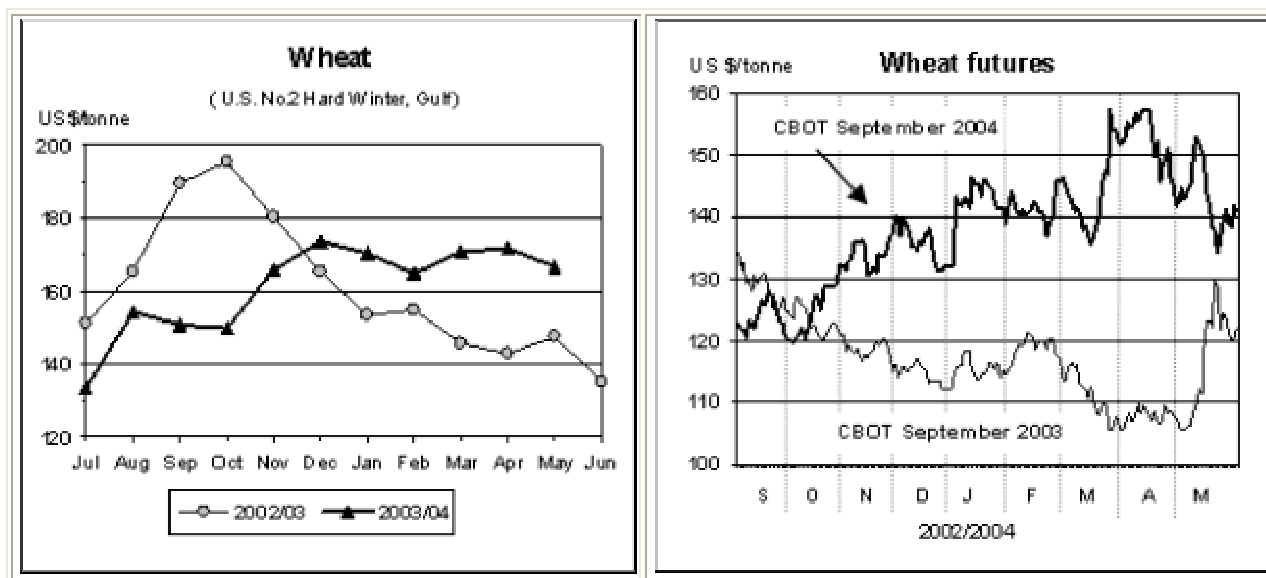 Wheat
( U.S. No.2 Hard Winter, Gulf)
US $/tonne
200
180
160
140
120
Jul Aug Sep Oct Nov Dec Jan Feb Mar Apr May Jun
2002/03 2003/04
US $/tonne Wheat futures
160
CBOT September 2004
150
140
130
120
110
CBOT September 2003
100
S O N D J F M A M
2002/2004